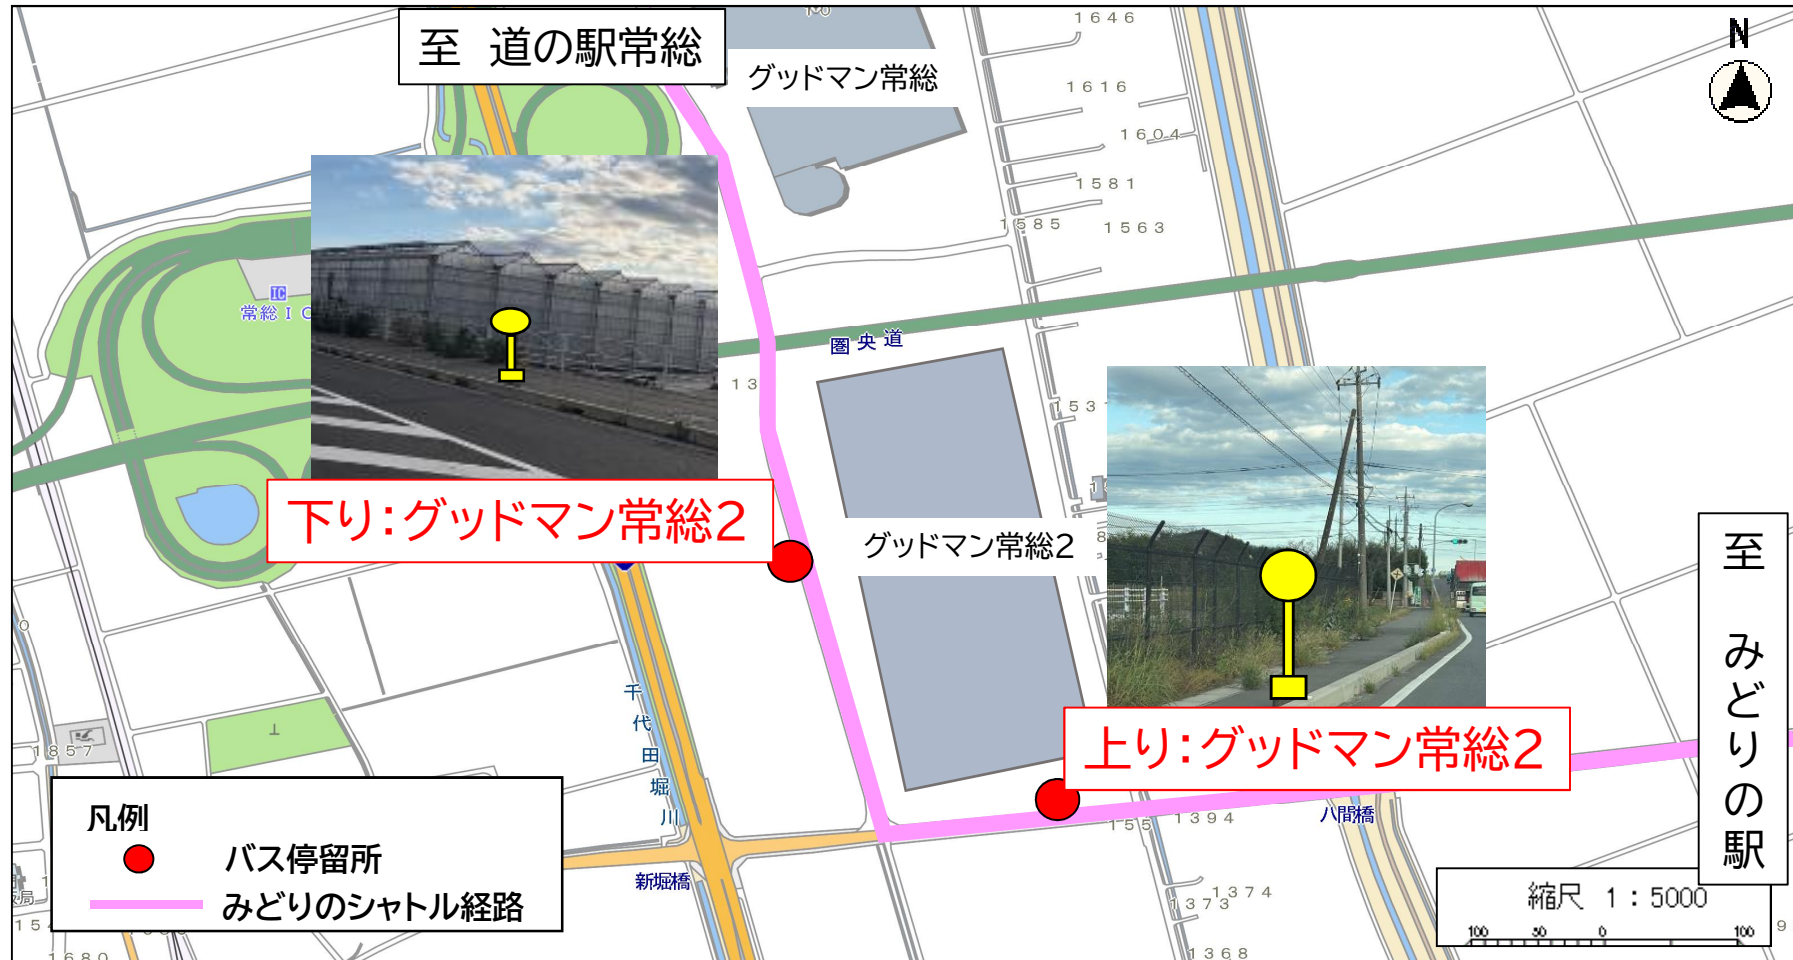 至 道の駅常総
グッドマン常総
N
1646
1616
1604
1581
1585
1563
IC
常総IC
圏央道
下り:グッドマン常総2
グッドマン常総2
上り:グッドマン常総2
至 みどりの駅
千代田堀川
八間橋
1394
新堀橋
1857
1374
1373
1368
1680
凡例
バス停留所
みどりのシャトル経路
縮尺 1:5000
100 50 0 100